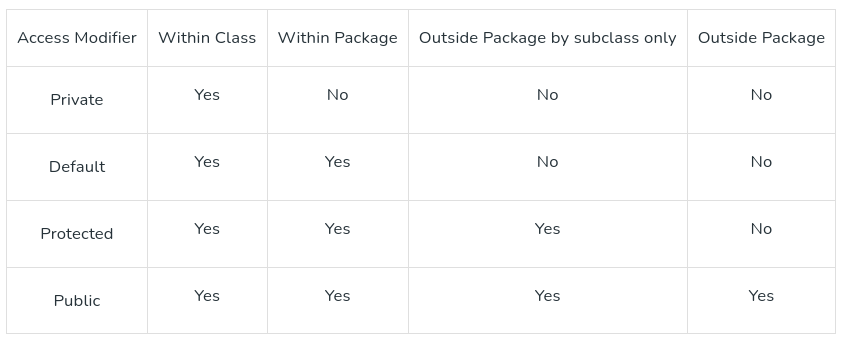 Access Modifier Within Class Within Package Outside Package by subclass only Outside Package
Private Yes No No No
Default Yes Yes No No
Protected Yes Yes Yes No
Public Yes Yes Yes Yes